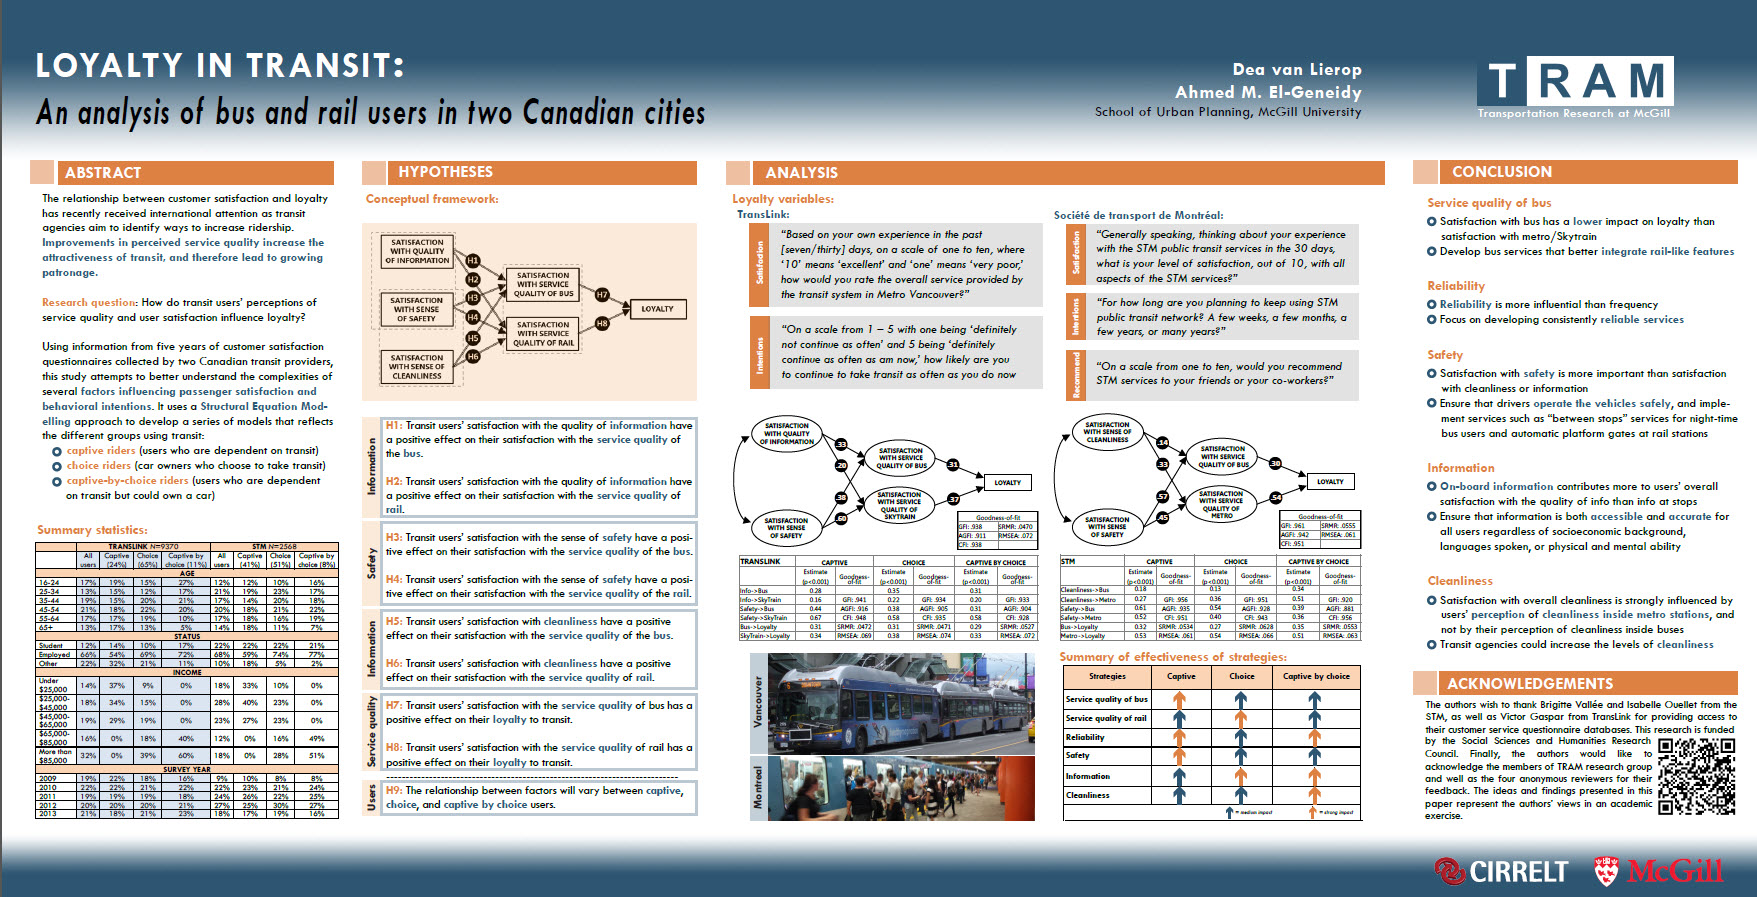 LOYALTY IN TRANSIT:
An analysis of bus and rail users in two Canadian cities
Dea van Lierop
Ahmed M. El-Geneidy
School of Urban Planning, McGill University
TRAM
Transportation Research at McGill
ABSTRACT
The relationship between customer satisfaction and loyalty
has recently received international attention as transit
agencies aim to identify ways to increase ridership.
Improvements in perceived service quality increase the
attractiveness of transit, and therefore lead to growing
patronage.
Research question: How do transit users' perceptions of
service quality and user satisfaction influence loyalty?
Using information from five years of customer satisfaction
questionnaires collected by two Canadian transit providers,
this study attempts to better understand the complexities of
several factors influencing passenger satisfaction and
behavioral intentions. It uses a Structural Equation Mod-
elling approach to develop a series of models that reflects
the different groups using transit:
captive riders (users who are dependent on transit)
choice riders (car owners who choose to take transit)
captive-by-choice riders (users who are dependent
on transit but could own a car)
Summary statistics:
TRANSLINK N=9370 STM N=2568
All users Captive (24%) Choice (65%) Captive by choice (11%) All users Captive (41%) Choice (51%) Captive by choice (8%)
AGE
16-24 17% 19% 15% 27% 12% 12% 10% 16%
25-34 13% 15% 12% 17% 21% 19% 23% 17%
35-44 19% 15% 20% 21% 17% 14% 20% 18%
45-54 21% 18% 22% 20% 20% 18% 21% 22%
55-64 17% 17% 19% 10% 17% 18% 16% 19%
65+ 13% 17% 13% 5% 14% 18% 11% 7%
STATUS
Student 12% 14% 10% 17% 22% 22% 22% 21%
Employed 66% 54% 69% 72% 68% 59% 74% 77%
Other 22% 32% 21% 11% 10% 18% 5% 2%
INCOME
Under $25,000 14% 37% 9% 0% 18% 33% 10% 0%
$25,000-$45,000 18% 34% 15% 0% 28% 40% 23% 0%
$45,000-$65,000 19% 29% 19% 0% 23% 27% 23% 0%
$65,000-$85,000 16% 0% 18% 40% 12% 0% 16% 49%
More than $85,000 32% 0% 39% 60% 18% 0% 28% 51%
SURVEY YEAR
2009 19% 22% 18% 16% 9% 10% 8% 8%
2010 22% 22% 21% 22% 22% 23% 21% 24%
2011 19% 19% 19% 18% 24% 26% 22% 25%
2012 20% 20% 20% 21% 27% 25% 30% 27%
2013 21% 18% 21% 23% 18% 17% 19% 16%
HYPOTHESES
Conceptual framework:
SATISFACTION
WITH QUALITY
OF INFORMATION
SATISFACTION
WITH SENSE
OF SAFETY
SATISFACTION
WITH SENSE OF
CLEANLINESS
H1
H2
H3
H4
H5
H6
SATISFACTION
WITH SERVICE
QUALITY OF BUS
SATISFACTION
WITH SERVICE
QUALITY OF RAIL
H7
H8
LOYALTY
Information
H1: Transit users' satisfaction with the quality of information have
a positive effect on their satisfaction with the service quality of
the bus.
H2: Transit users' satisfaction with the quality of information have
a positive effect on their satisfaction with the service quality of
rail.
Safety
H3: Transit users' satisfaction with the sense of safety have a posi-
tive effect on their satisfaction with the service quality of the bus.
H4: Transit users' satisfaction with the sense of safety have a posi-
tive effect on their satisfaction with the service quality of the rail.
Information
H5: Transit users' satisfaction with cleanliness have a positive
effect on their satisfaction with the service quality of the bus.
H6: Transit users' satisfaction with cleanliness have a positive
effect on their satisfaction with the service quality of rail.
Service quality
H7: Transit users' satisfaction with the service quality of bus has a
positive effect on their loyalty to transit.
H8: Transit users' satisfaction with the service quality of rail has a
positive effect on their loyalty to transit.
Users
H9: The relationship between factors will vary between captive,
choice, and captive by choice users.
ANALYSIS
Loyalty variables:
TransLink:
Satisfaction
"Based on your own experience in the past
[seven/thirty] days, on a scale of one to ten, where
'10' means 'excellent' and 'one' means 'very poor,'
how would you rate the overall service provided by
the transit system in Metro Vancouver?"
Intentions
"On a scale from 1 – 5 with one being 'definitely
not continue as often' and 5 being 'definitely
continue as often as am now,' how likely are you
to continue to take transit as often as you do now
Société de transport de Montréal:
Satisfaction
"Generally speaking, thinking about your experience
with the STM public transit services in the 30 days,
what is your level of satisfaction, out of 10, with all
aspects of the STM services?"
Intentions
"For how long are you planning to keep using STM
public transit network? A few weeks, a few months, a
few years, or many years?"
Recommend
"On a scale from one to ten, would you recommend
STM services to your friends or your co-workers?"
SATISFACTION
WITH QUALITY
OF INFORMATION
SATISFACTION
WITH SENSE
OF SAFETY
.33
.20
.38
.60
SATISFACTION
WITH SERVICE
QUALITY OF BUS
SATISFACTION
WITH SERVICE
QUALITY OF
SKYTRAIN
.31
.37
LOYALTY
Goodness-of-fit
GFI: .938 SRMR: .0470
AGFI: .911 RMSEA: .072
CFI: .938
SATISFACTION
WITH SENSE OF
CLEANLINESS
SATISFACTION
WITH SENSE
OF SAFETY
.14
.33
.57
.45
SATISFACTION
WITH SERVICE
QUALITY OF BUS
SATISFACTION
WITH SERVICE
QUALITY OF
METRO
.30
.54
LOYALTY
Goodness-of-fit
GFI: .961 SRMR: .0555
AGFI: .942 RMSEA: .061
CFI: .951
TRANSLINK CAPTIVE CHOICE CAPTIVE BY CHOICE
Estimate (p<0.001) Goodness-of-fit Estimate (p<0.001) Goodness-of-fit Estimate (p<0.001) Goodness-of-fit
Info->Bus 0.28 0.35 0.31
Info->SkyTrain 0.16 GFI: .941 0.22 GFI: .934 0.20 GFI: .933
Safety->Bus 0.44 AGFI: .916 0.38 AGFI: .905 0.31 AGFI: .904
Safety->SkyTrain 0.67 CFI: .948 0.58 CFI: .935 0.58 CFI: .928
Bus->Loyalty 0.31 SRMR: .0472 0.31 SRMR: .0471 0.29 SRMR: .0527
SkyTrain->Loyalty 0.34 RMSEA: .069 0.38 RMSEA: .074 0.33 RMSEA: .072
STM CAPTIVE CHOICE CAPTIVE BY CHOICE
Estimate (p<0.001) Goodness-of-fit Estimate (p<0.001) Goodness-of-fit Estimate (p<0.001) Goodness-of-fit
Cleanliness->Bus 0.18 0.13 0.34
Cleanliness->Metro 0.27 GFI: .956 0.36 GFI: .951 0.51 GFI: .920
Safety->Bus 0.61 AGFI: .935 0.54 AGFI: .928 0.39 AGFI: .881
Safety->Metro 0.52 CFI: .951 0.40 CFI: .943 0.36 CFI: .956
Bus->Loyalty 0.32 SRMR: .0534 0.27 SRMR: .0628 0.35 SRMR: .0553
Metro->Loyalty 0.53 RMSEA: .061 0.54 RMSEA: .066 0.51 RMSEA: .063
Vancouver
Montréal
Summary of effectiveness of strategies:
Strategies Captive Choice Captive by choice
Service quality of bus
Service quality of rail
Reliability
Safety
Information
Cleanliness
= medium impact = strong impact
CONCLUSION
Service quality of bus
Satisfaction with bus has a lower impact on loyalty than
satisfaction with metro/Skytrain
Develop bus services that better integrate rail-like features
Reliability
Reliability is more influential than frequency
Focus on developing consistently reliable services
Safety
Satisfaction with safety is more important than satisfaction
with cleanliness or information
Ensure that drivers operate the vehicles safely, and imple-
ment services such as "between stops" services for night-time
bus users and automatic platform gates at rail stations
Information
On-board information contributes more to users' overall
satisfaction with the quality of info than info at stops
Ensure that information is both accessible and accurate for
all users regardless of socioeconomic background,
languages spoken, or physical and mental ability
Cleanliness
Satisfaction with overall cleanliness is strongly influenced by
users' perception of cleanliness inside metro stations, and
not by their perception of cleanliness inside buses
Transit agencies could increase the levels of cleanliness
ACKNOWLEDGEMENTS
The authors wish to thank Brigitte Vallée and Isabelle Ouellet from the
STM, as well as Victor Gaspar from TransLink for providing access to
their customer service questionnaire databases. This research is funded
by the Social Sciences and Humanities Research
Council. Finally, the authors would like to
acknowledge the members of TRAM research group
and well as the four anonymous reviewers for their
feedback. The ideas and findings presented in this
paper represent the authors' views in an academic
exercise.
CIRRELT
McGill